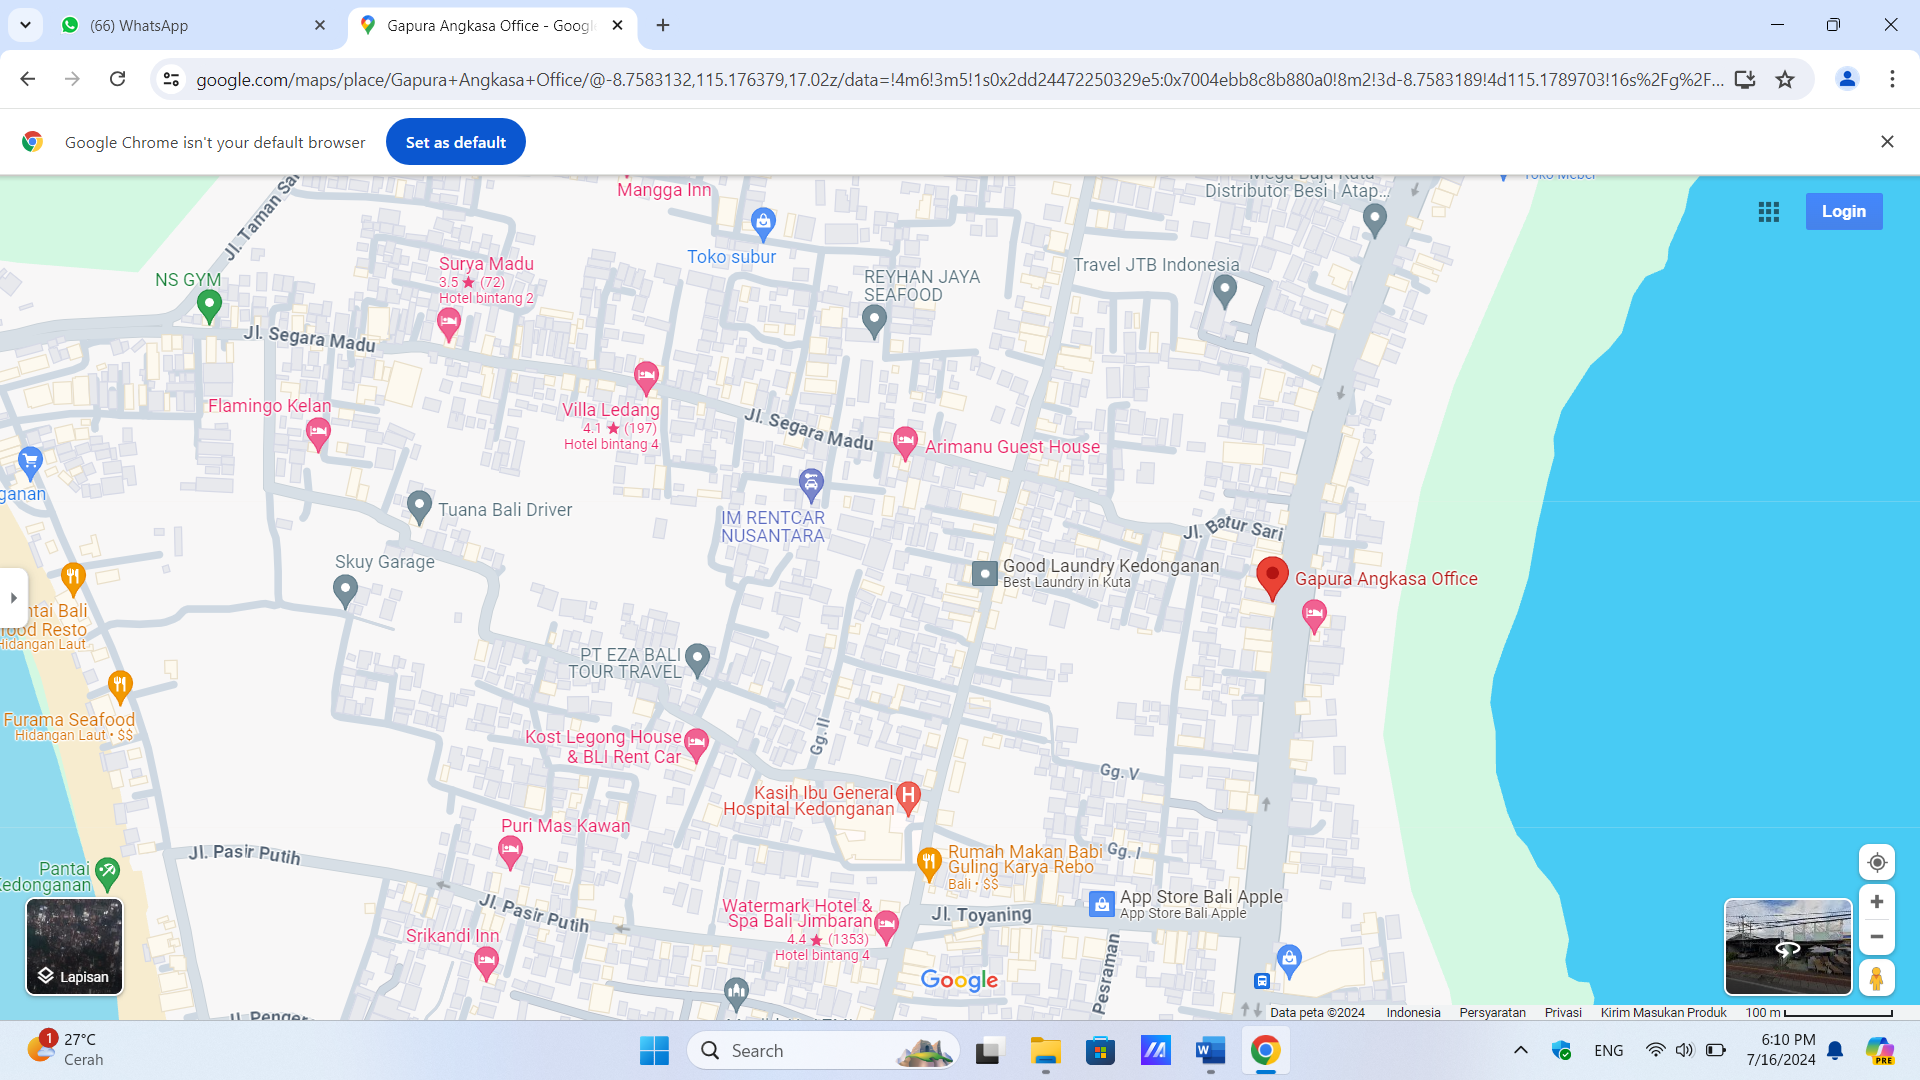 (66) WhatsApp
Gapura Angkasa Office - Googl
google.com/maps/place/Gapura+Angkasa+Office/@-8.7583132,115.176379,17.02z/data=!4m6!3m5!1s0x2dd24472250329e5:0x7004ebb8c8b880a0!8m2!3d-8.7583189!4d115.1789703!16s%2Fg%2F...
Google Chrome isn't your default browser
Set as default
Login
Mangga Inn
Distributor Besi | Atap...
Toko Mebel
Jl. Taman Sa
Toko subur
Surya Madu
3.5 ★ (72)
Hotel bintang 2
NS GYM
REYHAN JAYA
SEAFOOD
Travel JTB Indonesia
Jl. Segara Madu
Flamingo Kelan
Villa Ledang
4.1 ★ (197)
Hotel bintang 4
Jl. Segara Madu
Arimanu Guest House
ganan
Tuana Bali Driver
IM RENTCAR
NUSANTARA
Jl. Batur Sari
Skuy Garage
Good Laundry Kedonganan
Best Laundry in Kuta
Gapura Angkasa Office
ntai Bali
ood Resto
Hidangan Laut
PT EZA BALI
TOUR TRAVEL
Furama Seafood
Hidangan Laut • $$
Kost Legong House
& BLI Rent Car
Gg. II
Gg. V
Kasih Ibu General
Hospital Kedonganan
Puri Mas Kawan
Jl. Pasir Putih
Rumah Makan Babi
Guling Karya Rebo
Bali • $$
Gg. I
Pantai
Kedonganan
Jl. Pasir Putih
Watermark Hotel &
Spa Bali Jimbaran
4.4 ★ (1353)
Hotel bintang 4
Jl. Toyaning
App Store Bali Apple
App Store Bali Apple
Srikandi Inn
Pesraman
Lapisan
Google
H
Data peta ©2024 Indonesia Persyaratan Privasi Kirim Masukan Produk 100 m
1
27°C
Cerah
Search
W
ENG
6:10 PM
7/16/2024
PRE